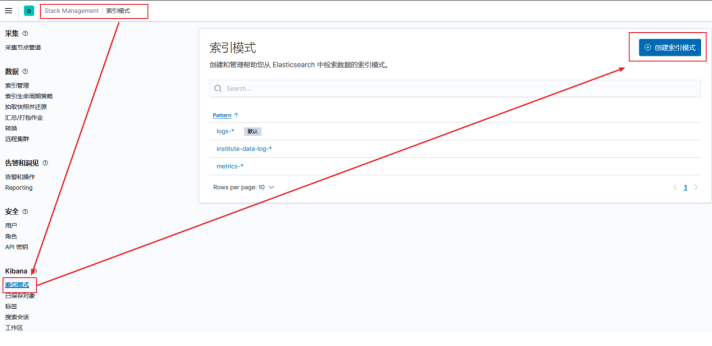 D Stack Management 索引模式
采集
采集节点管道
数据
索引管理
索引生命周期策略
拍取快照并还原
汇总/打包作业
转换
远程集群
告警和洞见
告警和操作
Reporting
安全
用户
角色
API 密钥
Kibana
索引模式
已保存对象
标签
搜索会话
工作区
索引模式
创建索引模式
创建和管理帮助您从 Elasticsearch 中检索数据的索引模式。
Search...
Pattern ↑
logs-* 默认
institute-data-log-*
metrics-*
Rows per page: 10
< 1 >